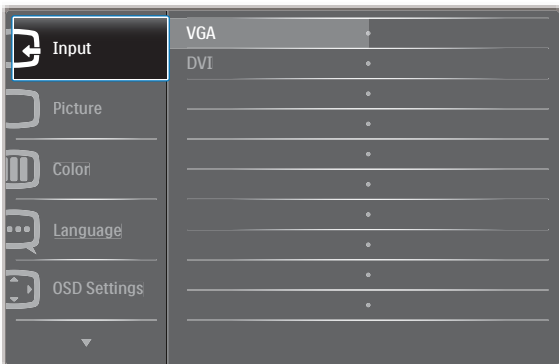 Input
Picture
Color
Language
OSD Settings
VGA
DVI